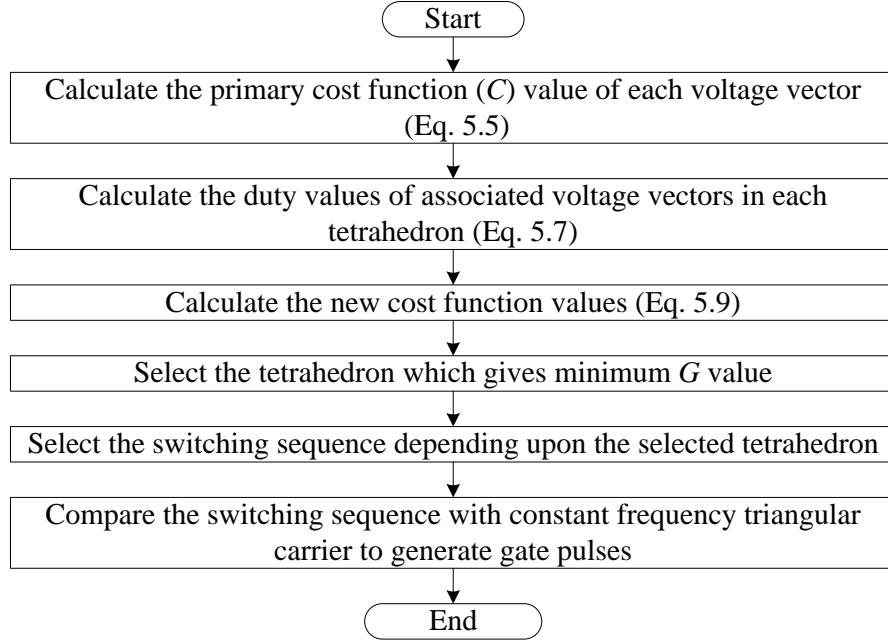 Start
Calculate the primary cost function (C) value of each voltage vector
(Eq. 5.5)
Calculate the duty values of associated voltage vectors in each
tetrahedron (Eq. 5.7)
Calculate the new cost function values (Eq. 5.9)
Select the tetrahedron which gives minimum G value
Select the switching sequence depending upon the selected tetrahedron
Compare the switching sequence with constant frequency triangular
carrier to generate gate pulses
End